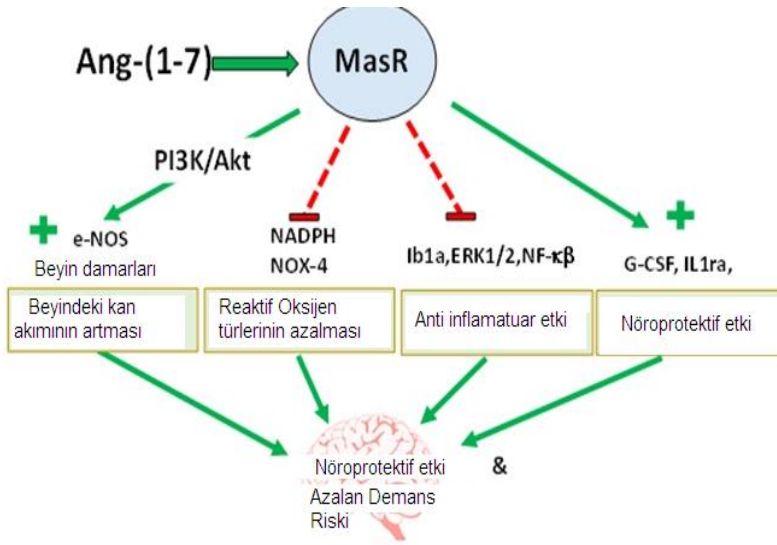 Ang-(1-7)
MasR
PI3K/Akt
+
+
e-NOS
Beyin damarları
NADPH
NOX-4
Ib1a,ERK1/2,NF-κβ
G-CSF, IL1ra,
Beyindeki kan
akımının artması
Reaktif Oksijen
türlerinin azalması
Anti inflamatuar etki
Nöroprotektif etki
Nöroprotektif etki
&
Azalan Demans
Riski